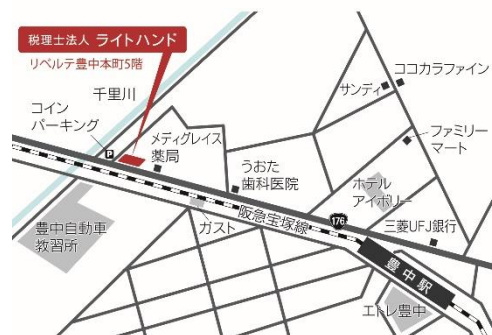 税理士法人 ライトハンド
リベルテ豊中本町5階
千里川
コイン
パーキング
P
メディグレイス
薬局
うおた
歯科医院
サンディ
ココカラファイン
ファミリー
マート
ホテル
アイボリー
176
三菱UFJ銀行
豊中自動車
教習所
ガスト
阪急宝塚線
豊中駅
エトレ豊中